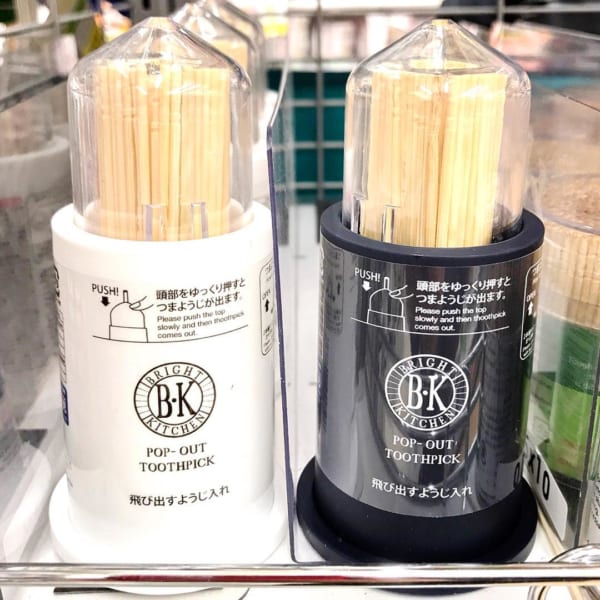 PUSH!
頭部をゆっくり押すと
つまようじが出ます。
Please push the top
slowly and then thoothpick
comes out.
BRIGHT
B·K
KITCHEN
POP-OUT
TOOTHPICK
飛び出すようじ入れ
PUSH!
頭部をゆっくり押すと
つまようじが出ます。
Please push the top
slowly and then thoothpick
comes out.
OPEN
BRIGHT
B·K
KITCHEN
POP-OUT
TOOTHPICK
飛び出すようじ入れ
X10